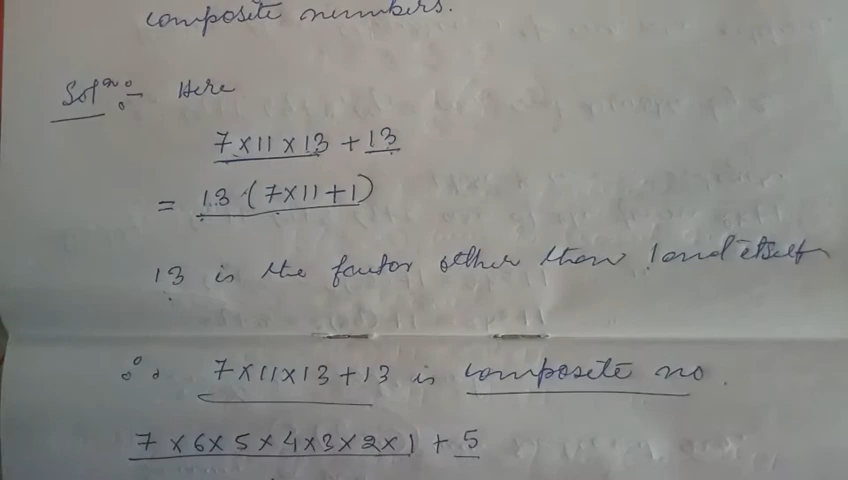 composite numbers.
Solⁿ :- Here
7×11×13 + 13
= 13 (7×11+1)
13 is the factor other than 1 and itself
∴ 7×11×13+13 is composite no.
7×6×5×4×3×2×1 + 5